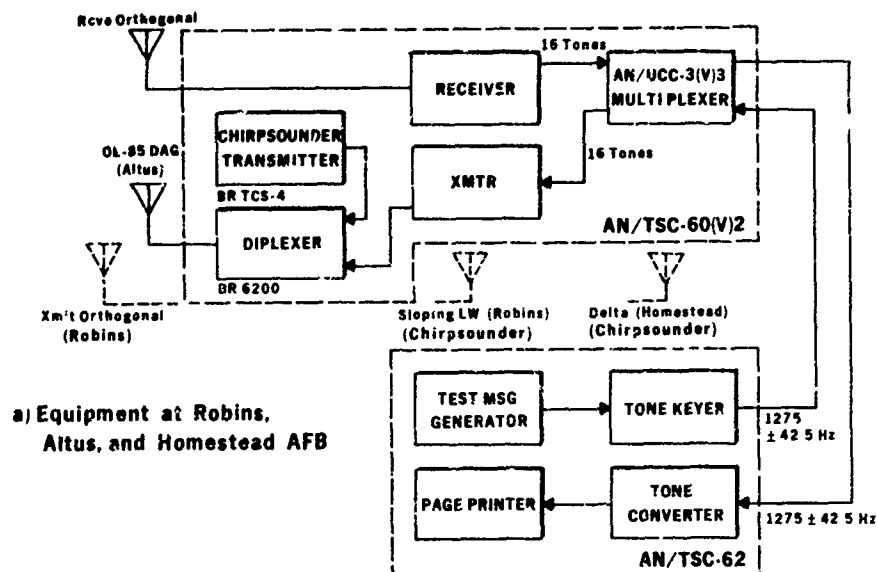 Rcve Orthogonal
16 Tones
RECEIVER
AN/UCC-3(V)3
MULTIPLEXER
CHIRPSOUNDER
TRANSMITTER
OL-85 DAG
(Altus)
16 Tones
BR TCS-4
XMTR
DIPLEXER
AN/TSC-60(V)2
BR 6200
Xm't Orthogonal
(Robins)
Sloping LW (Robins)
(Chirpsounder)
Delta (Homestead)
(Chirpsounder)
a) Equipment at Robins,
Altus, and Homestead AFB
TEST MSG
GENERATOR
TONE KEYER
1275
± 42 5 Hz
PAGE PRINTER
TONE
CONVERTER
1275 ± 42 5 Hz
AN/TSC-62